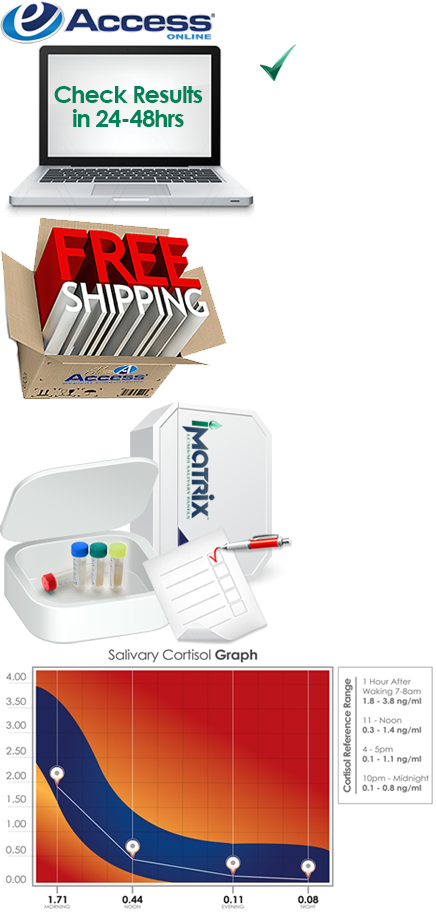 eAccess®
ONLINE
Check Results
in 24-48hrs
FREE
SHIPPING
Access®
iMATRIX
Salivary Cortisol Graph
4.00
3.00
3.50
2.50
2.00
1.50
1.00
0.50
0.00
1.71
MORNING
0.44
NOON
0.11
EVENING
0.08
NIGHT
Cortisol Reference Range
1 Hour After
Waking 7-8am
1.8 - 3.8 ng/ml
11 - Noon
0.3 - 1.4 ng/ml
4 - 5pm
0.1 - 1.1 ng/ml
10pm - Midnight
0.1 - 0.8 ng/ml